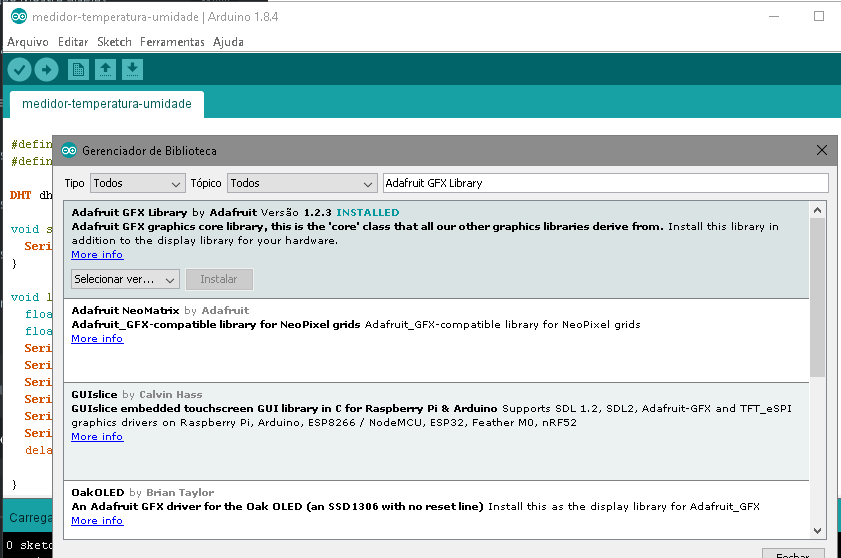 medidor-temperatura-umidade | Arduino 1.8.4
Arquivo Editar Sketch Ferramentas Ajuda
medidor-temperatura-umidade
#defin
#defin
DHT dh
void s
Seri
}
void l
floa
floa
Seri
Seri
Seri
Seri
Seri
Seri
dela
}
Carrega
0 sketc
Gerenciador de Biblioteca
Tipo Todos Tópico Todos Adafruit GFX Library
Adafruit GFX Library by Adafruit Versão 1.2.3 INSTALLED
Adafruit GFX graphics core library, this is the 'core' class that all our other graphics libraries derive from. Install this library in
addition to the display library for your hardware.
More info
Selecionar ver... Instalar
Adafruit NeoMatrix by Adafruit
Adafruit_GFX-compatible library for NeoPixel grids Adafruit_GFX-compatible library for NeoPixel grids
More info
GUIslice by Calvin Hass
GUIslice embedded touchscreen GUI library in C for Raspberry Pi & Arduino Supports SDL 1.2, SDL2, Adafruit-GFX and TFT_eSPI
graphics drivers on Raspberry Pi, Arduino, ESP8266 / NodeMCU, ESP32, Feather M0, nRF52
More info
OakOLED by Brian Taylor
An Adafruit GFX driver for the Oak OLED (an SSD1306 with no reset line) Install this as the display library for Adafruit_GFX
More info
Fechar